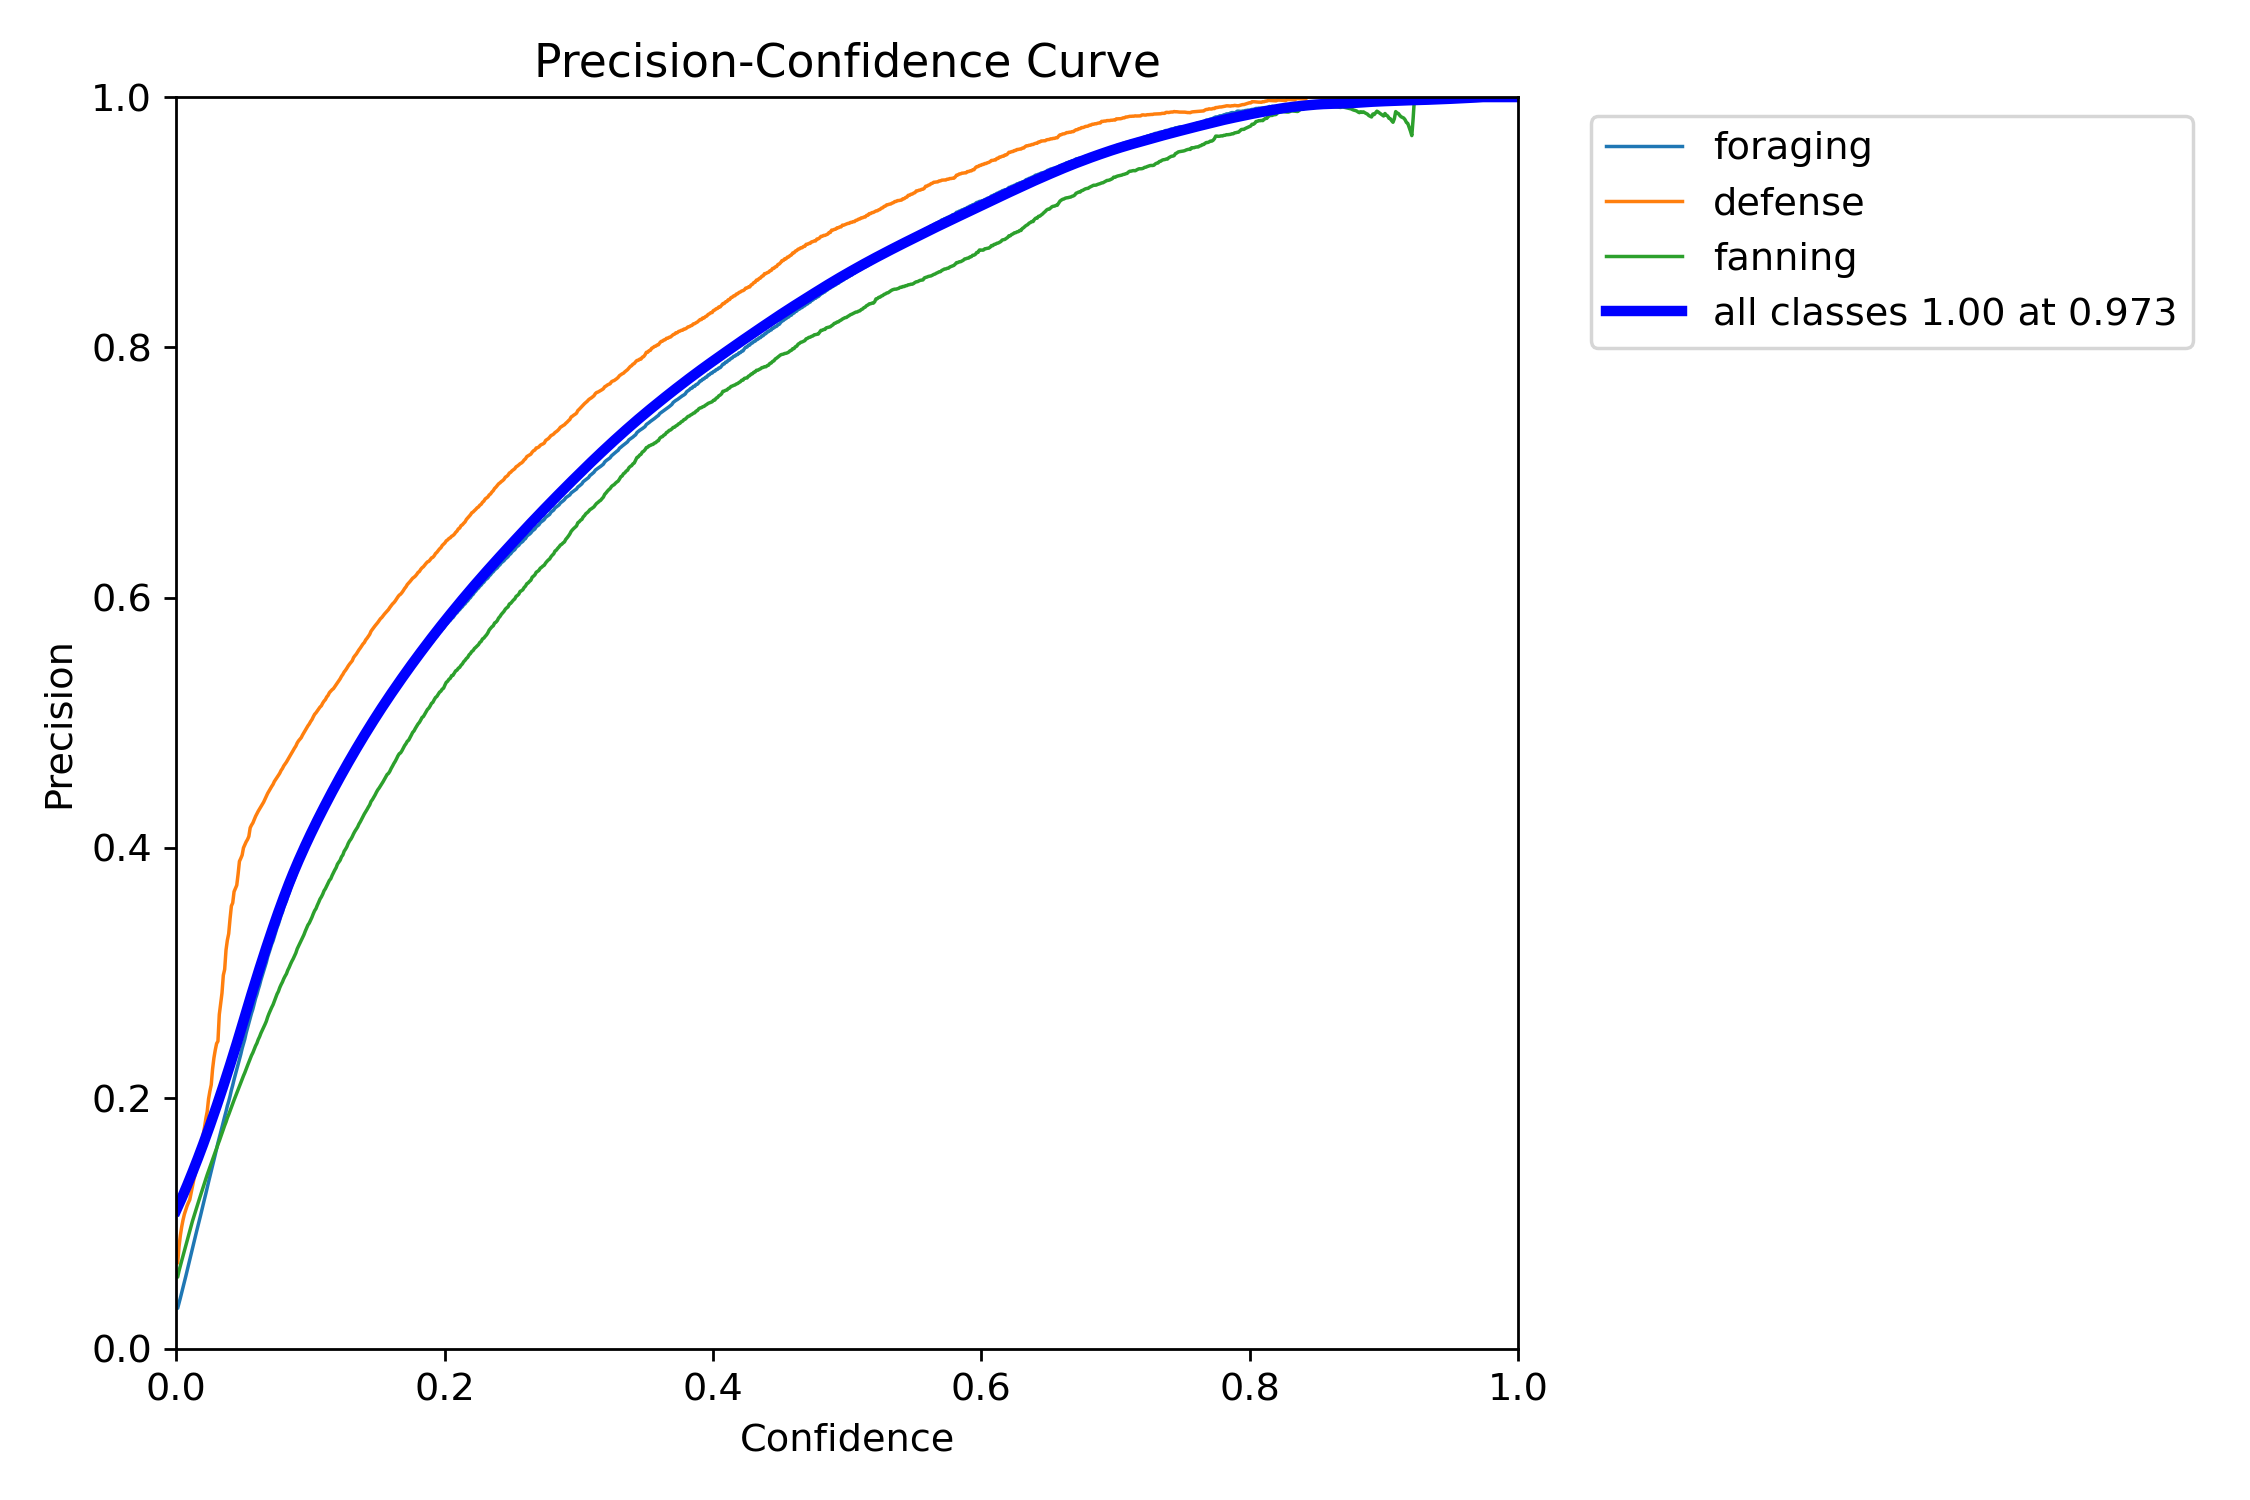 Precision-Confidence Curve
1.0
0.8
0.6
0.4
0.2
0.0
Precision
0.0 0.2 0.4 0.6 0.8 1.0
Confidence
foraging
defense
fanning
all classes 1.00 at 0.973